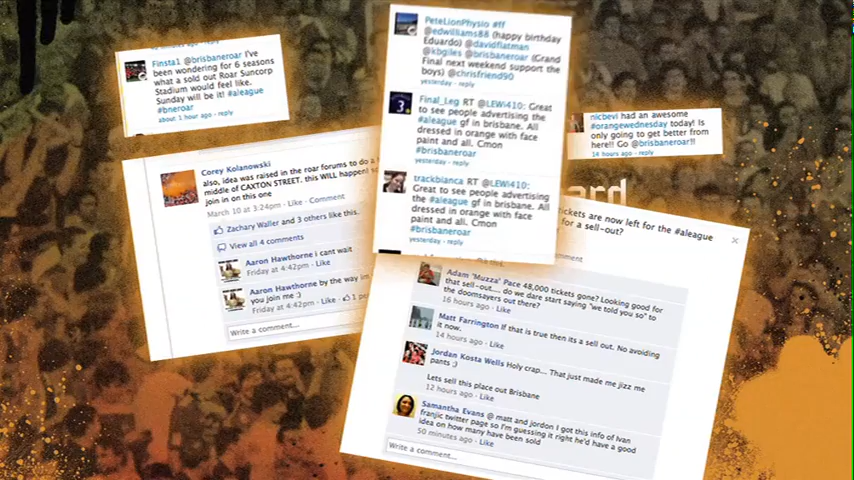 Finsta1 @brisbaneroar I've
been wondering for 6 seasons
what a sold out Roar Suncorp
Stadium would feel like.
Sunday will be it! #aleague
#bneroar
about 1 hour ago · reply
PeteLionPhysio #ff
@edwilliams88 (happy birthday
Eduardo) @davidflatman
@kbgiles @brisbaneroar (Grand
Final next weekend support the
boys) @chrisfriend90
yesterday · reply
Final_Leg RT @LEWi410: Great
to see people advertising the
#aleague gf in brisbane. All
dressed in orange with face
paint and all. Cmon
#brisbaneroar
yesterday · reply
trackbianca RT @LEWi410:
Great to see people advertising
the #aleague gf in brisbane. All
dressed in orange with face
paint and all. Cmon
#brisbaneroar
yesterday · reply
nicbevi had an awesome
#orangewednesday today! Is
only going to get better from
here!! Go @brisbaneroar!!
14 hours ago · reply
Corey Kolanowski
also, idea was raised in the roar forums to do a
middle of CAXTON STREET. this WILL happen!
join in on this one
March 10 at 3:24pm · Like · Comment
Zachary Waller and 3 others like this.
View all 4 comments
Aaron Hawthorne i cant wait
Friday at 4:42pm · Like
Aaron Hawthorne by the way
you join me :)
Friday at 4:42pm · Like · 1
Write a comment...
ard
tickets are now left for the #aleague
for a sell-out?
Adam "Muzza" Pace 48,000 tickets gone? Looking good for
that sell-out.... do we dare start saying "we told you so" to
the doomsayers out there?
16 hours ago · Like
Matt Farrington If that is true then its a sell out. No avoiding
it now.
14 hours ago · Like
Jordan Kosta Wells Holy crap... That just made me jizz me
pants :)
Lets sell this place out Brisbane
12 hours ago · Like
Samantha Evans @ matt and jordon I got this info of Ivan
franjic twitter page so I'm guessing it right he'd have a good
idea on how many have been sold
50 minutes ago · Like
Write a comment...